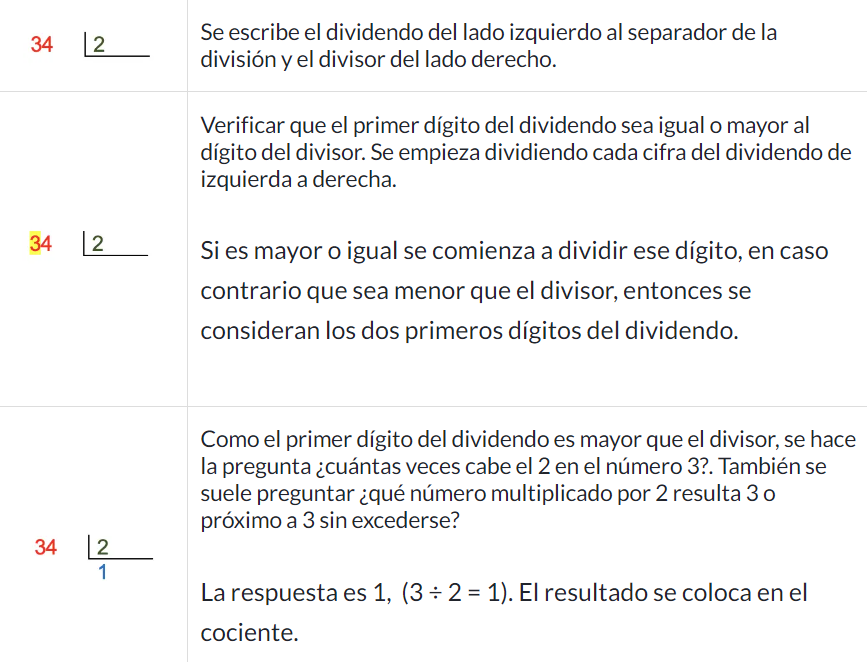 34 2
Se escribe el dividendo del lado izquierdo al separador de la
división y el divisor del lado derecho.
Verificar que el primer dígito del dividendo sea igual o mayor al
dígito del divisor. Se empieza dividiendo cada cifra del dividendo de
izquierda a derecha.
34 2
Si es mayor o igual se comienza a dividir ese dígito, en caso
contrario que sea menor que el divisor, entonces se
consideran los dos primeros dígitos del dividendo.
Como el primer dígito del dividendo es mayor que el divisor, se hace
la pregunta ¿cuántas veces cabe el 2 en el número 3?. También se
suele preguntar ¿qué número multiplicado por 2 resulta 3 o
próximo a 3 sin excederse?
34 2
1
La respuesta es 1, (3 ÷ 2 = 1). El resultado se coloca en el
cociente.